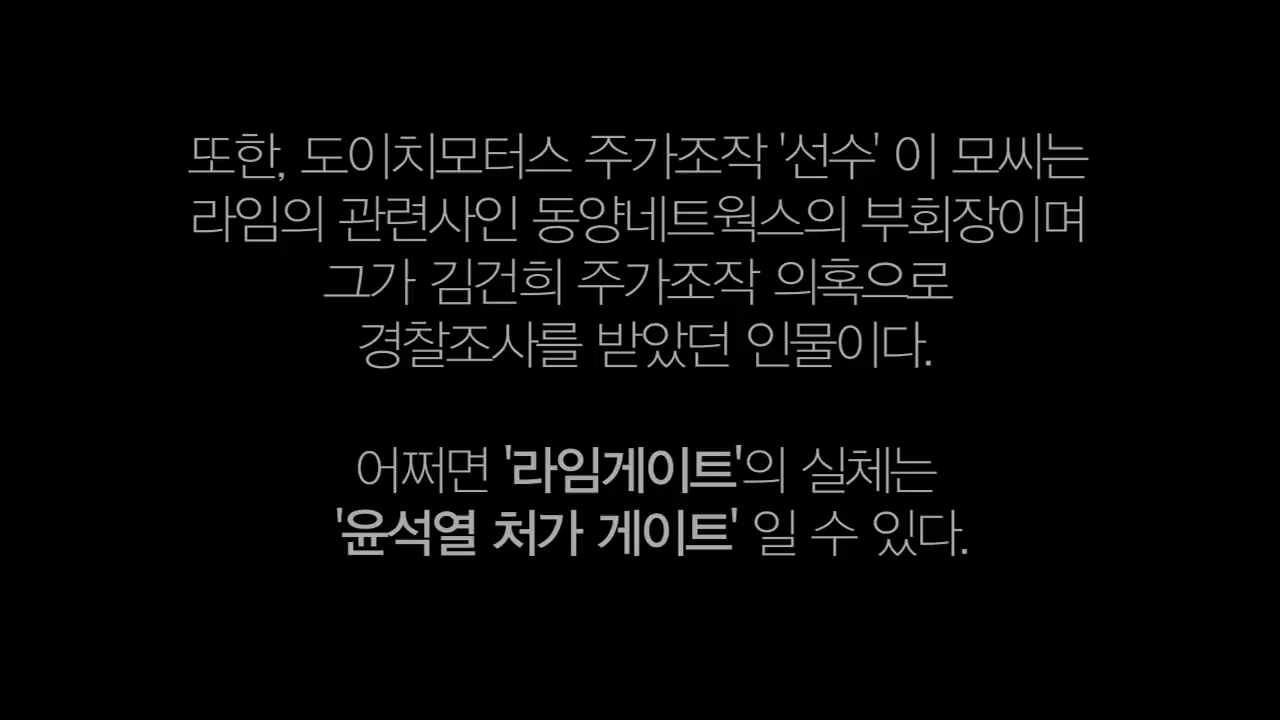 또한, 도이치모터스 주가조작 '선수' 이 모씨는
라임의 관련사인 동양네트웍스의 부회장이며
그가 김건희 주가조작 의혹으로
경찰조사를 받았던 인물이다.
어쩌면 '라임게이트'의 실체는
'윤석열 처가 게이트' 일 수 있다.